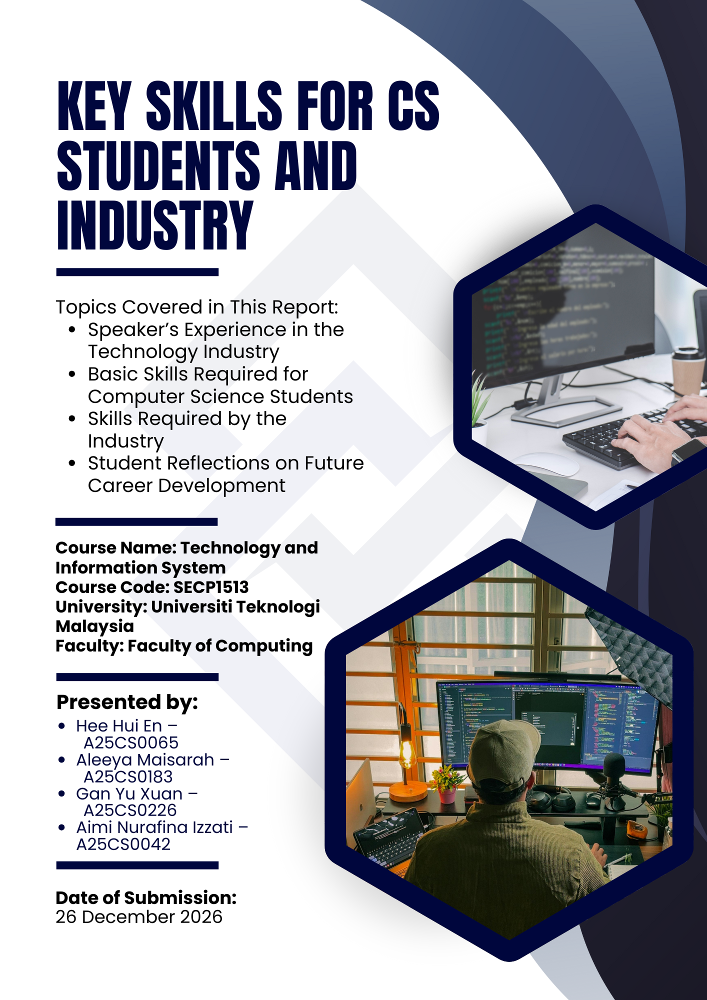 KEY SKILLS FOR CS
STUDENTS AND
INDUSTRY
Topics Covered in This Report:
• Speaker’s Experience in the
Technology Industry
• Basic Skills Required for
Computer Science Students
• Skills Required by the
Industry
• Student Reflections on Future
Career Development
Course Name: Technology and
Information System
Course Code: SECP1513
University: Universiti Teknologi
Malaysia
Faculty: Faculty of Computing
Presented by:
• Hee Hui En –
A25CS0065
• Aleeya Maisarah –
A25CS0183
• Gan Yu Xuan –
A25CS0226
• Aimi Nurafina Izzati –
A25CS0042
Date of Submission:
26 December 2026